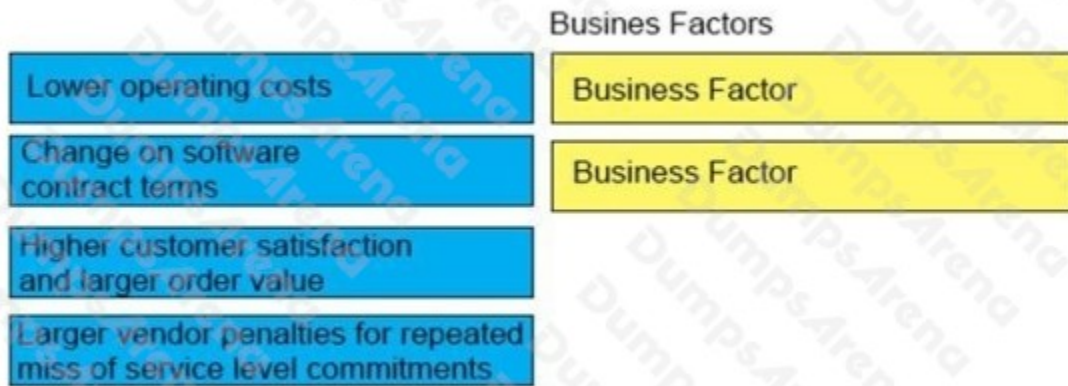 Busines Factors
Lower operating costs
Business Factor
Change on software
contract terms
Business Factor
Higher customer satisfaction
and larger order value
Larger vendor penalties for repeated
miss of service level commitments
DumpsArena